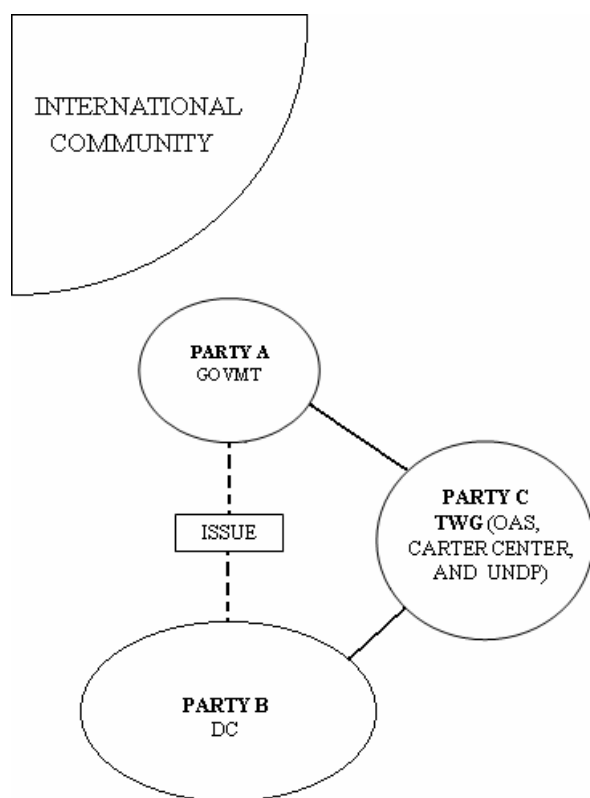 INTERNATIONAL
COMMUNITY
PARTY A
GOVMT
ISSUE
PARTY C
TWG (OAS,
CARTER CENTER,
AND UNDP)
PARTY B
DC